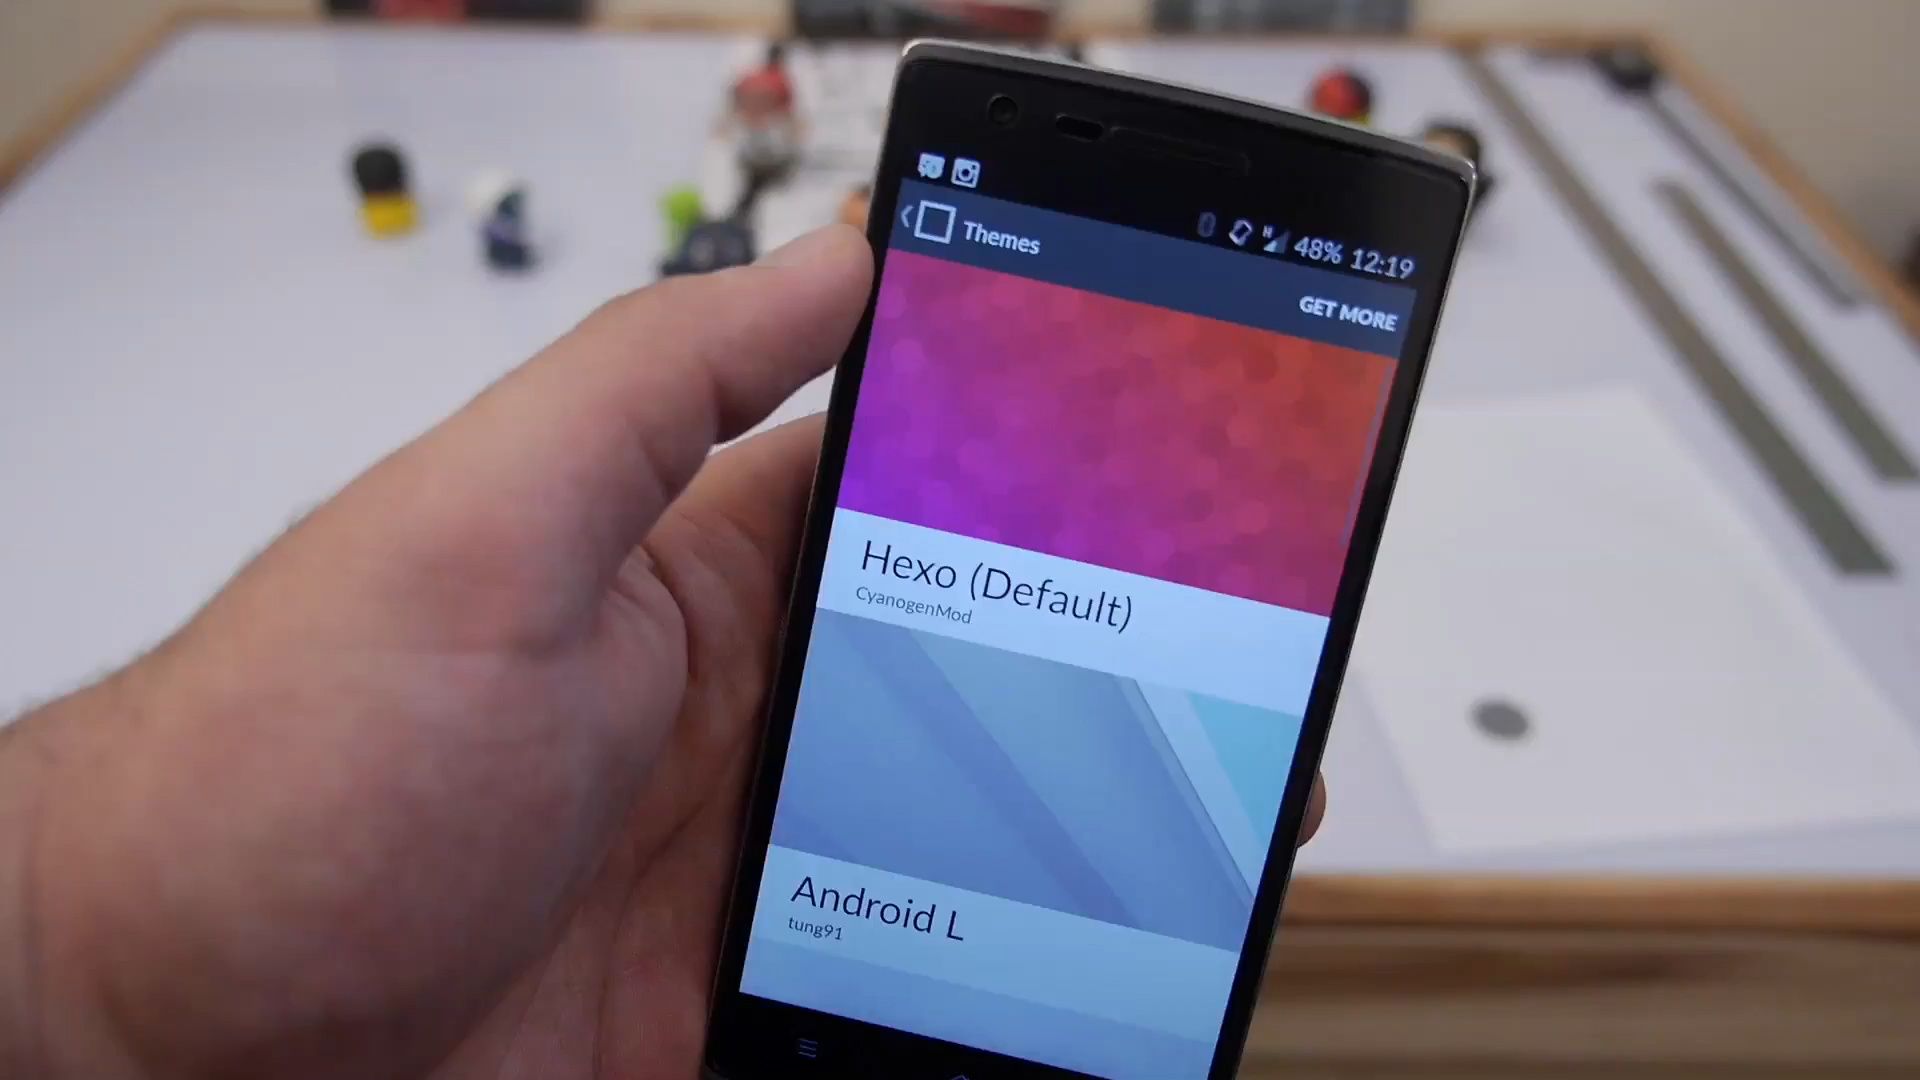 H 48% 12:19
Themes
GET MORE
Hexo (Default)
CyanogenMod
Android L
tung91